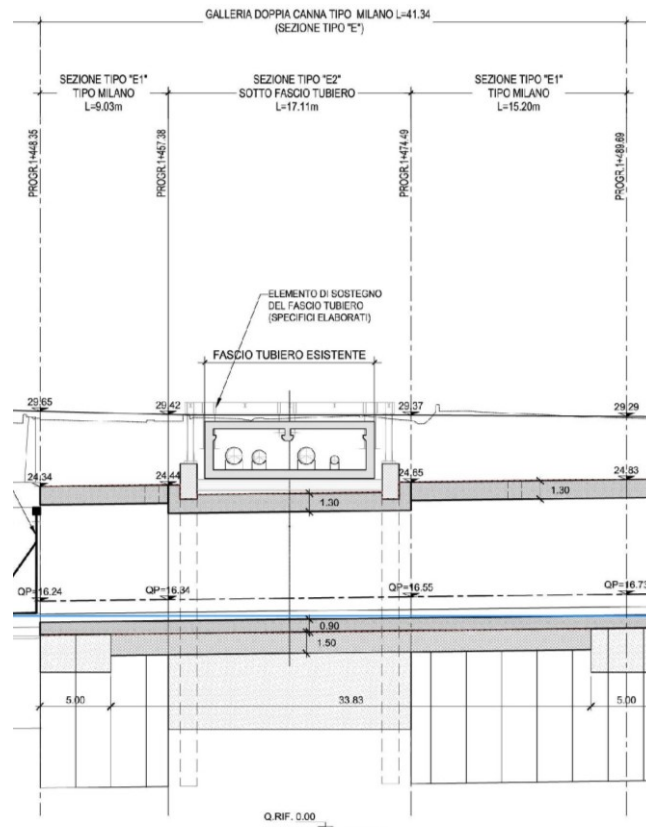 GALLERIA DOPPIA CANNA TIPO MILANO L=41.34
(SEZIONE TIPO "E")
SEZIONE TIPO "E1"
TIPO MILANO
L=9.03m
SEZIONE TIPO "E2"
SOTTO FASCIO TUBIERO
L=17.11m
SEZIONE TIPO "E1"
TIPO MILANO
L=15.20m
PROGR.1+448.35
PROGR.1+457.38
PROGR.1+474.49
PROGR.1+489.69
ELEMENTO DI SOSTEGNO
DEL FASCIO TUBIERO
(SPECIFICI ELABORATI)
FASCIO TUBIERO ESISTENTE
29.65
29.42
29.37
29.29
24.34
24.44
24.65
24.83
1.30
1.30
QP=16.24
QP=16.34
QP=16.55
QP=16.73
0.90
1.50
5.00
33.83
5.00
Q.RIF. 0.00